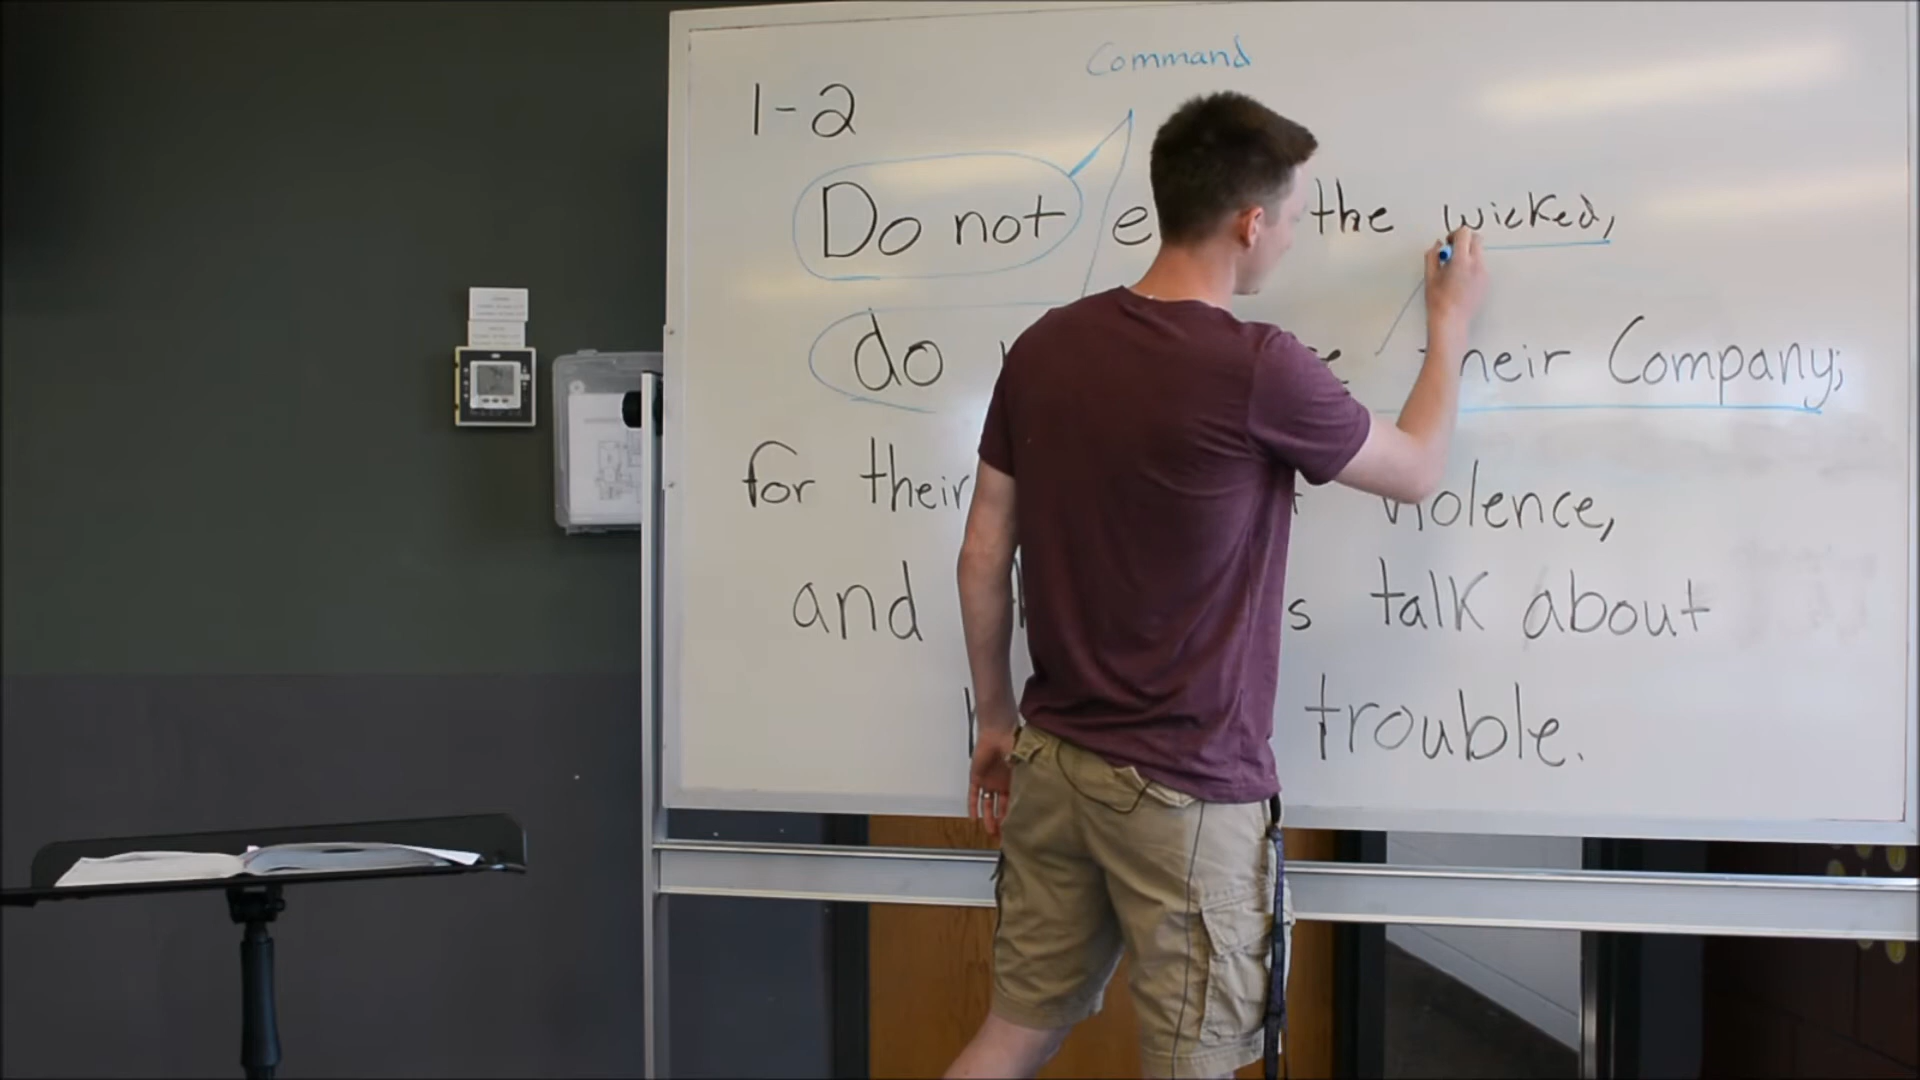 Command
1-2
Do not the wicked,
do their Company;
for their violence,
and talk about
trouble.